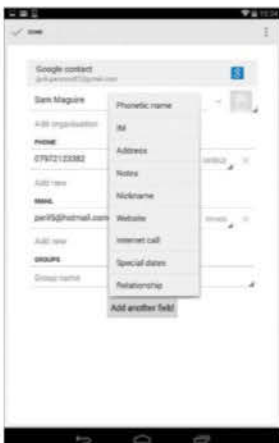 DONE
Google contact
Sam Maguire
Phonetic name
Add organisation
IM
PHONE
Address
07972123382
Notes
Add new
Nickname
EMAIL
Website
Add new
Internet call
GROUPS
Special dates
Group name
Relationship
Add another field